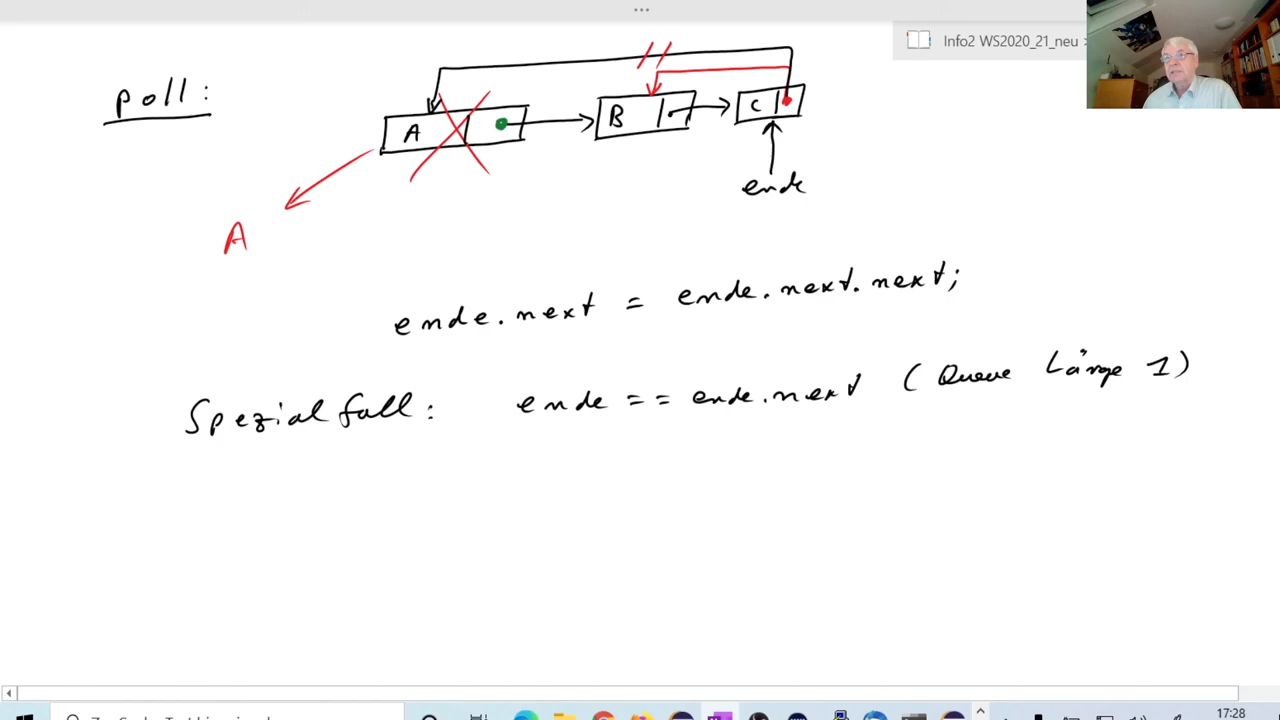 Info2 WS2020_21_neu >
poll:
A B C
ende
A
ende.next = ende.next.next;
Spezialfall: ende == ende.next (Queue Länge 1)
17:28